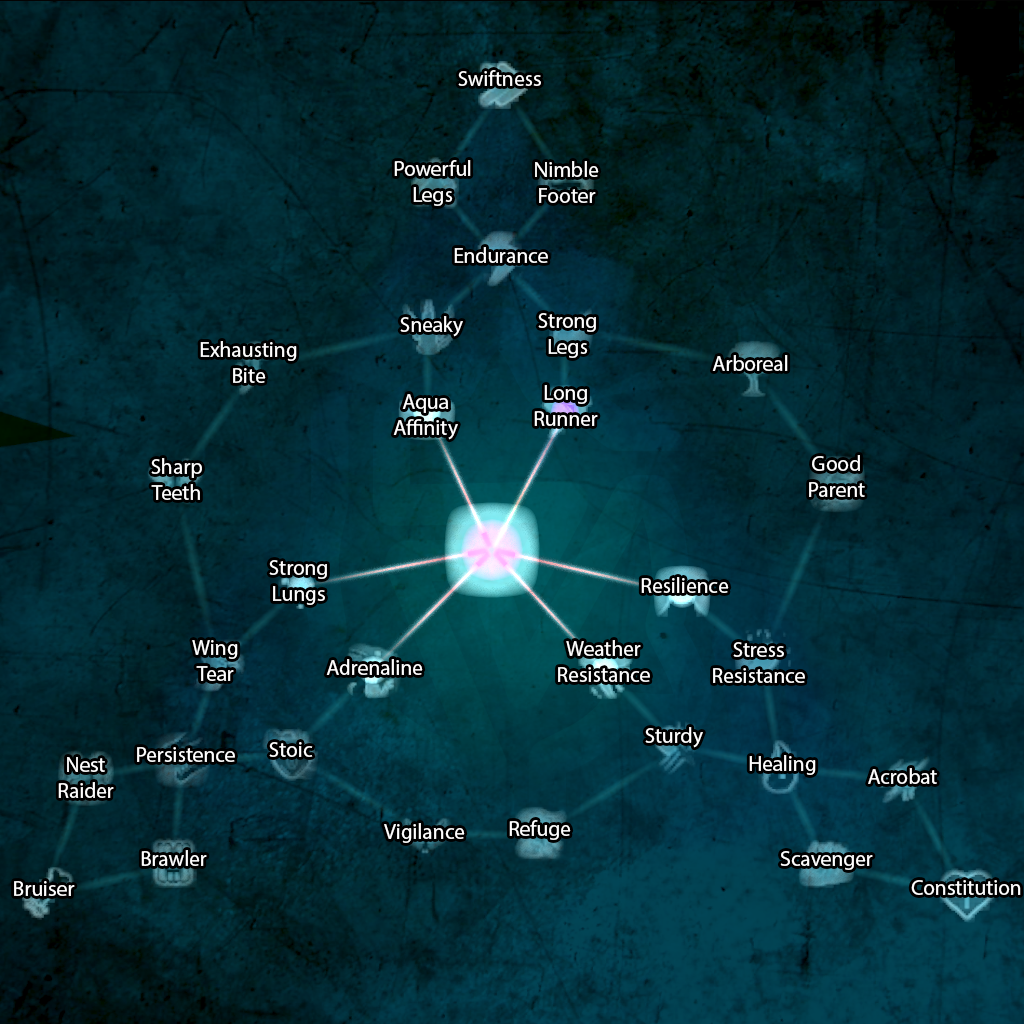 Swiftness
Powerful
Legs
Nimble
Footer
Endurance
Sneaky
Strong
Legs
Exhausting
Bite
Arboreal
Aqua
Affinity
Long
Runner
Sharp
Teeth
Good
Parent
Strong
Lungs
Resilience
Wing
Tear
Adrenaline
Weather
Resistance
Stress
Resistance
Nest
Raider
Persistence
Stoic
Sturdy
Healing
Acrobat
Vigilance
Refuge
Bruiser
Brawler
Scavenger
Constitution